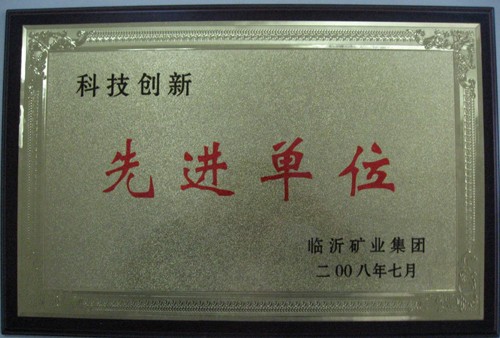 科技创新
先进单位
临沂矿业集团
二00八年七月